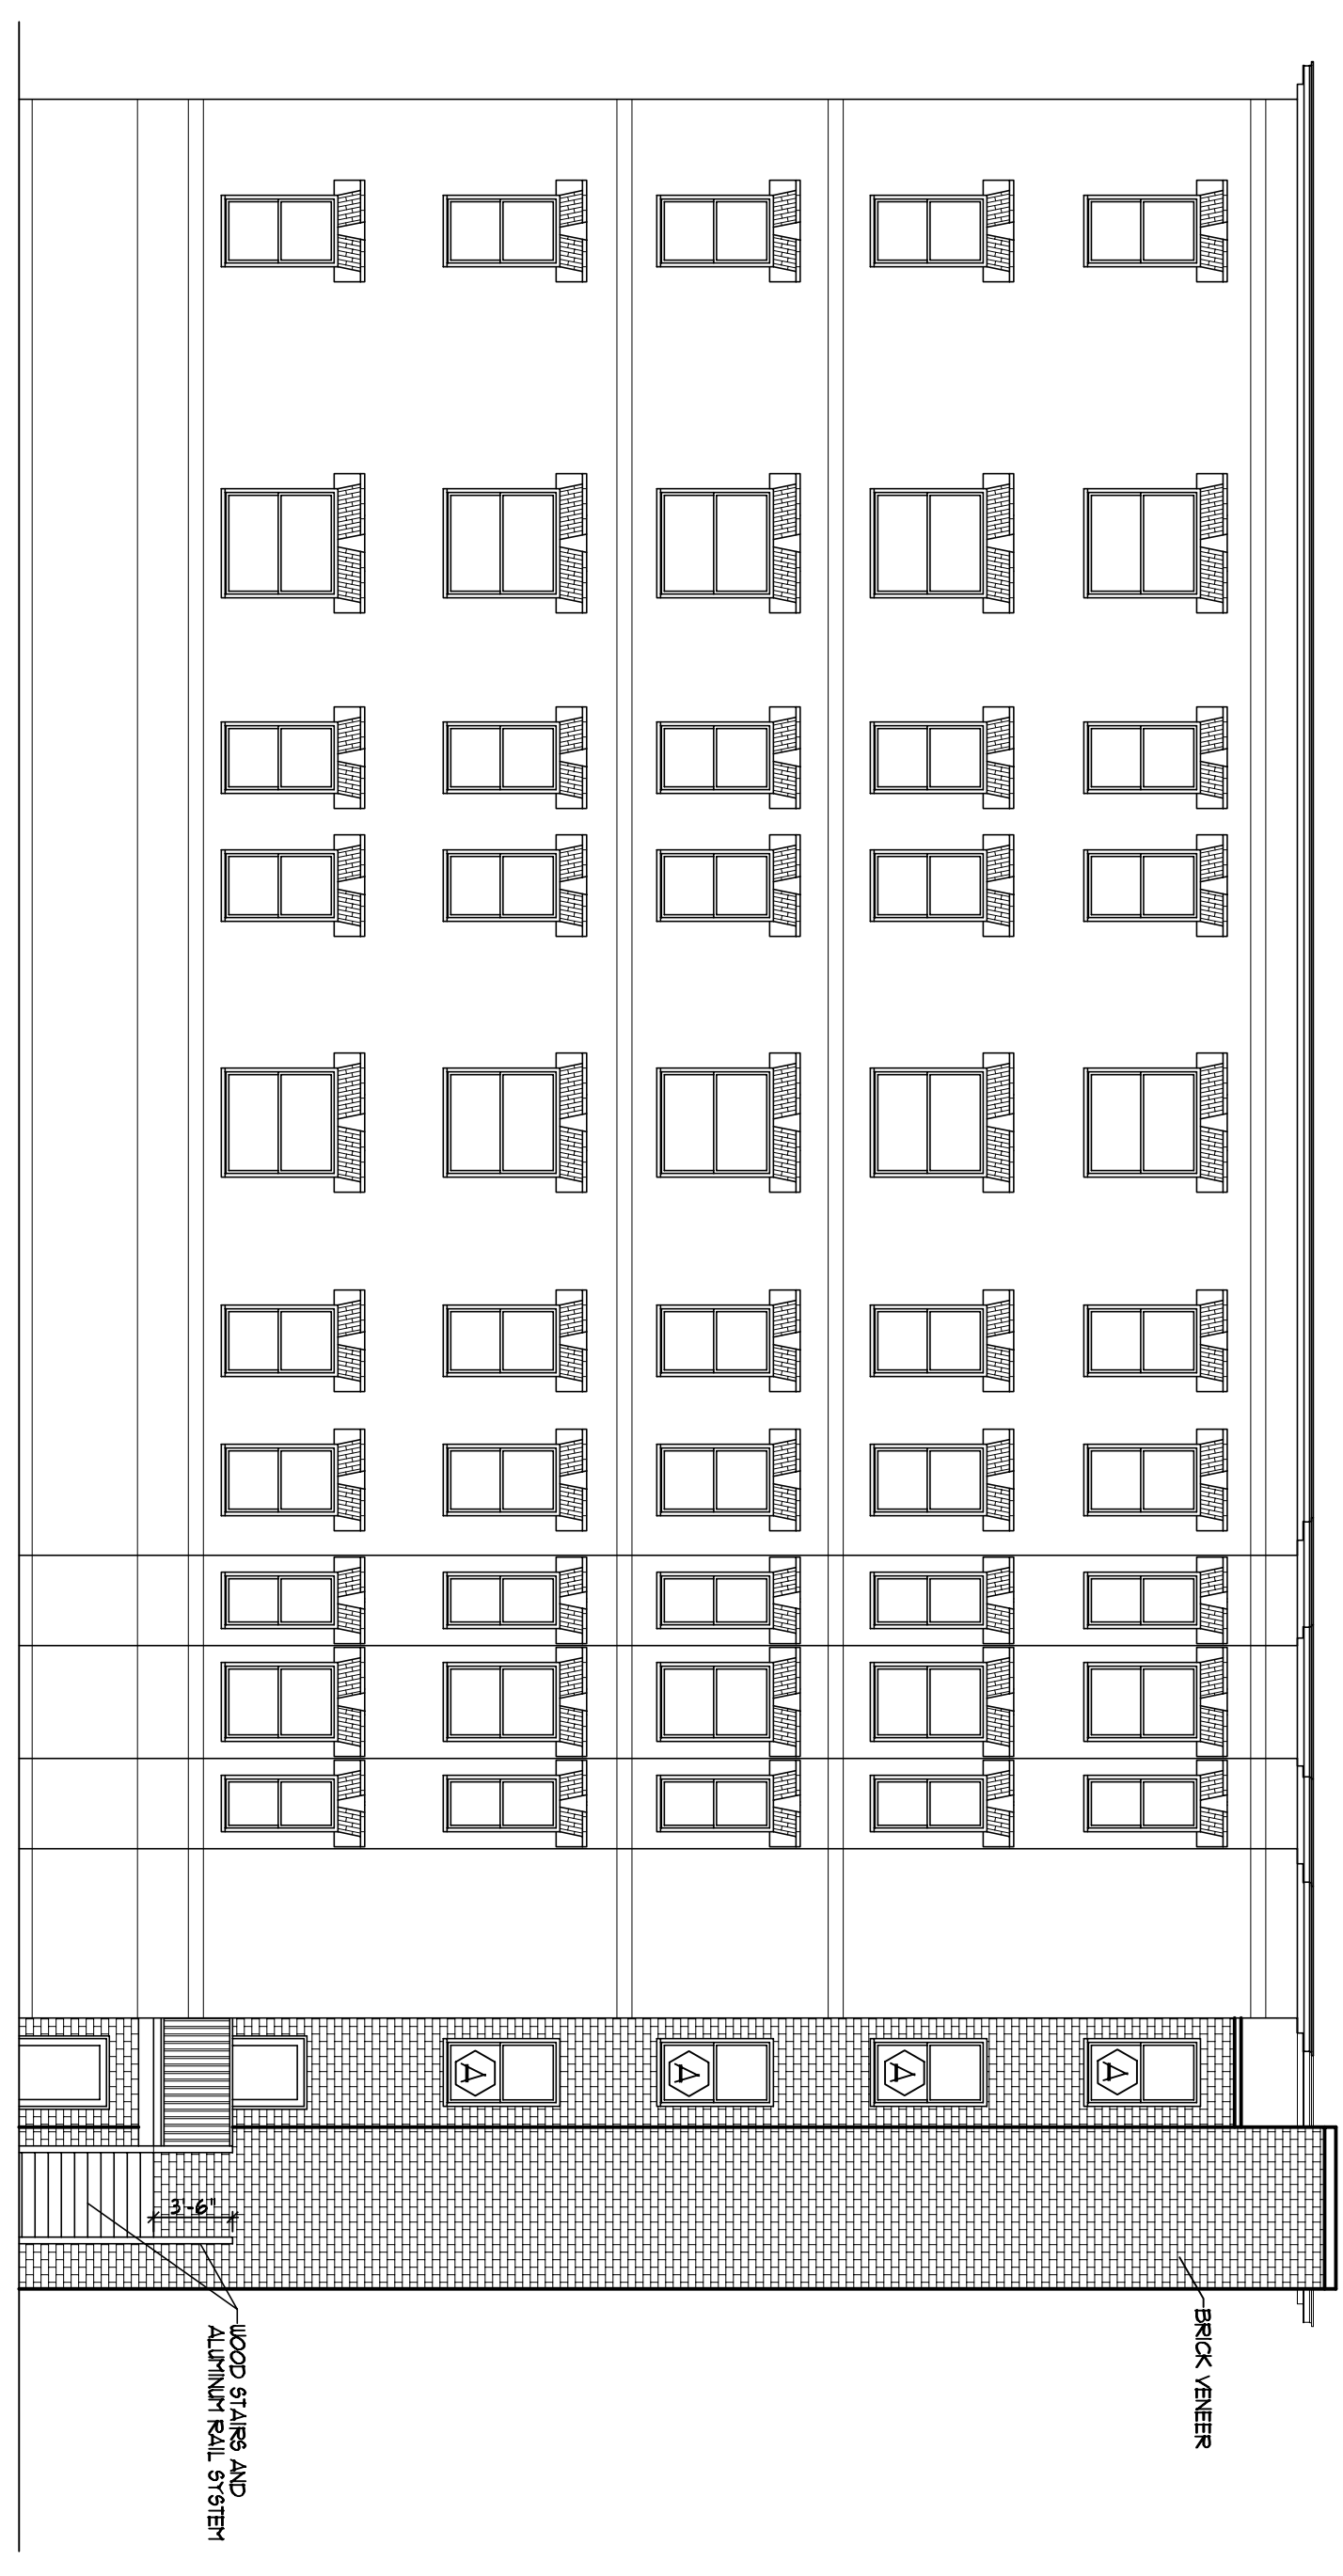 BRICK VENEER
A
A
A
A
3'-6"
WOOD STAIRS AND
ALUMINUM RAIL SYSTEM